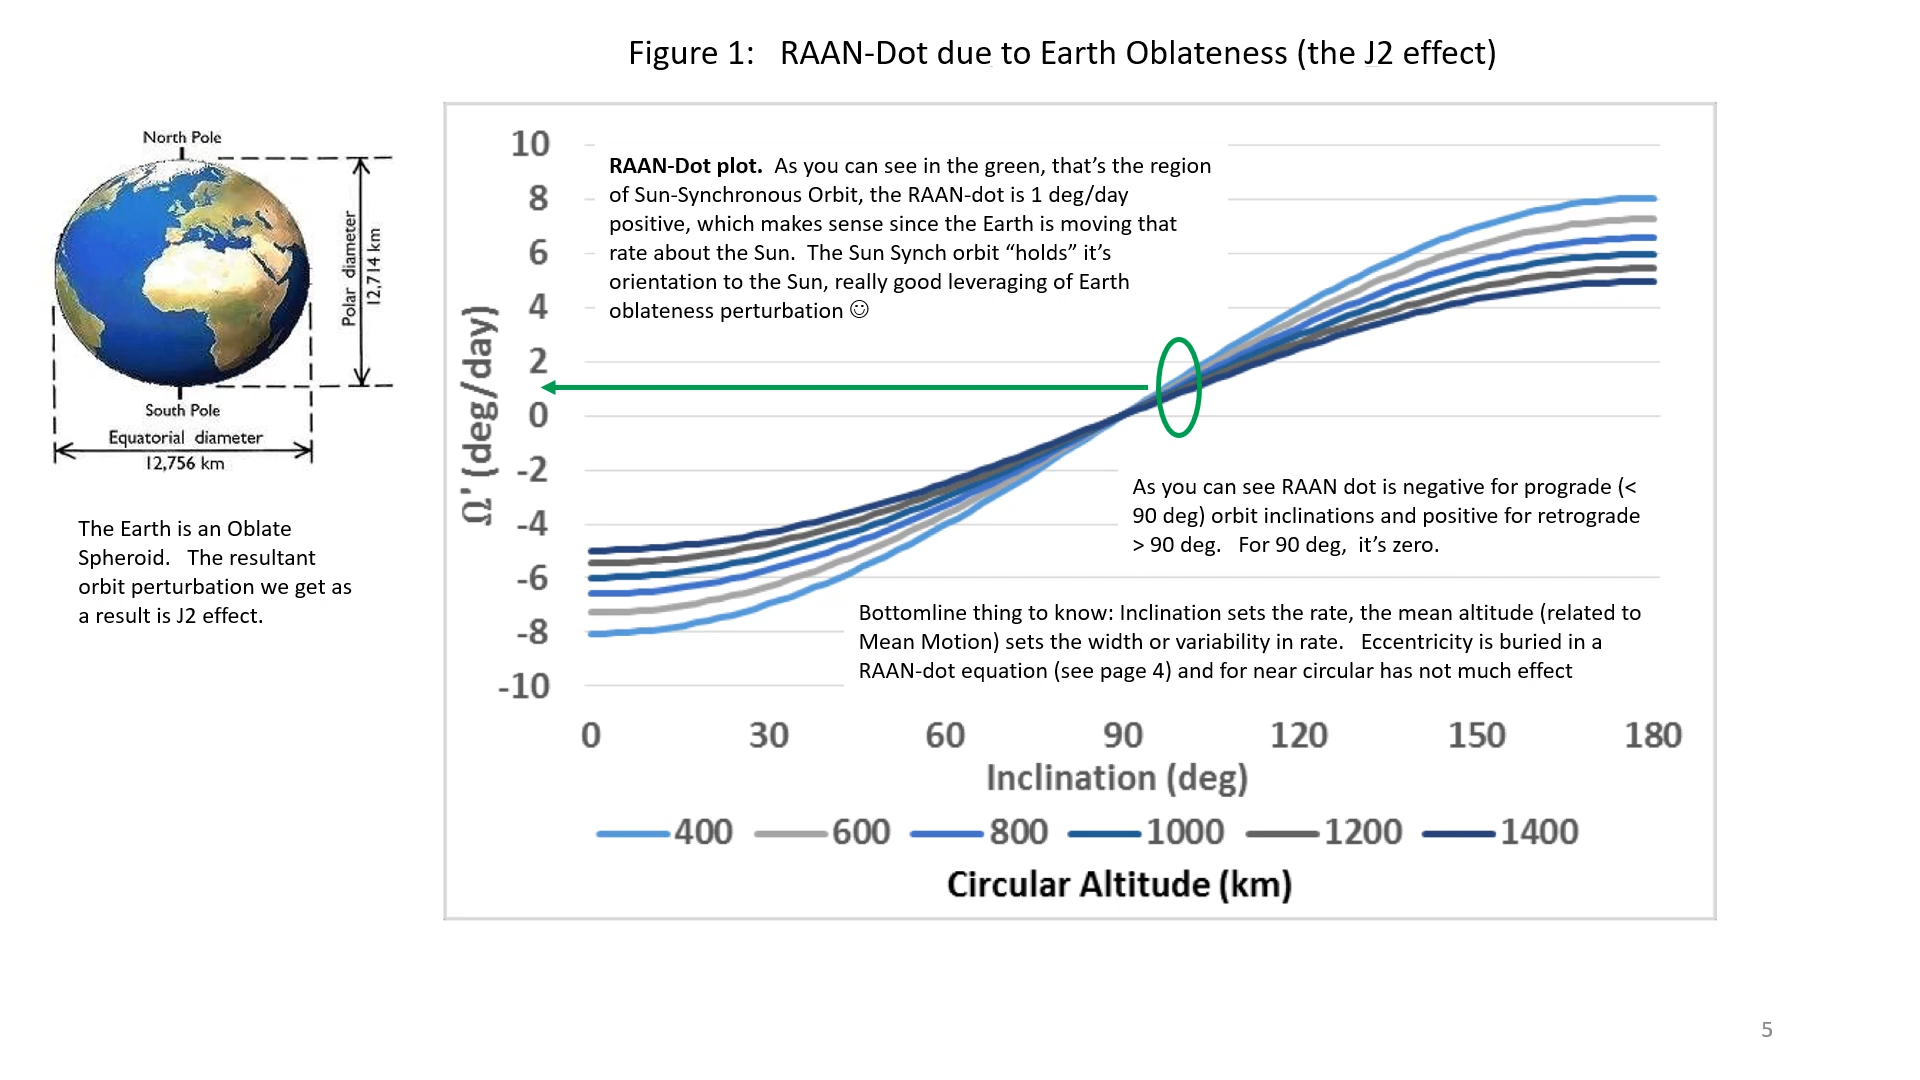 Figure 1:   RAAN-Dot due to Earth Oblateness (the J2 effect)
North Pole
Polar diameter
12,714 km
South Pole
Equatorial diameter
12,756 km
The Earth is an Oblate
Spheroid.   The resultant
orbit perturbation we get as
a result is J2 effect.
RAAN-Dot plot.  As you can see in the green, that’s the region
of Sun-Synchronous Orbit, the RAAN-dot is 1 deg/day
positive, which makes sense since the Earth is moving that
rate about the Sun.  The Sun Synch orbit “holds” it’s
orientation to the Sun, really good leveraging of Earth
oblateness perturbation ☺
Ω' (deg/day)
10
8
6
4
2
0
-2
-4
-6
-8
-10
As you can see RAAN dot is negative for prograde (<
90 deg) orbit inclinations and positive for retrograde
> 90 deg.   For 90 deg,  it’s zero.
Bottomline thing to know: Inclination sets the rate, the mean altitude (related to
Mean Motion) sets the width or variability in rate.   Eccentricity is buried in a
RAAN-dot equation (see page 4) and for near circular has not much effect
0 30 60 90 120 150 180
Inclination (deg)
400 600 800 1000 1200 1400
Circular Altitude (km)
5